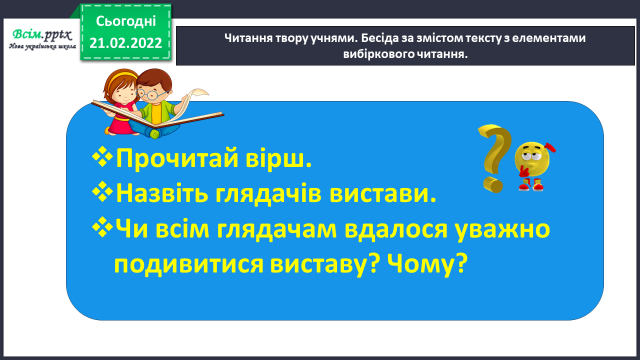 Всім.pptx
Нова українська школа
Сьогодні
21.02.2022
Читання твору учнями. Бесіда за змістом тексту з елементами
вибіркового читання.
❖Прочитай вірш.
❖Назвіть глядачів вистави.
❖Чи всім глядачам вдалося уважно
подивитися виставу? Чому?